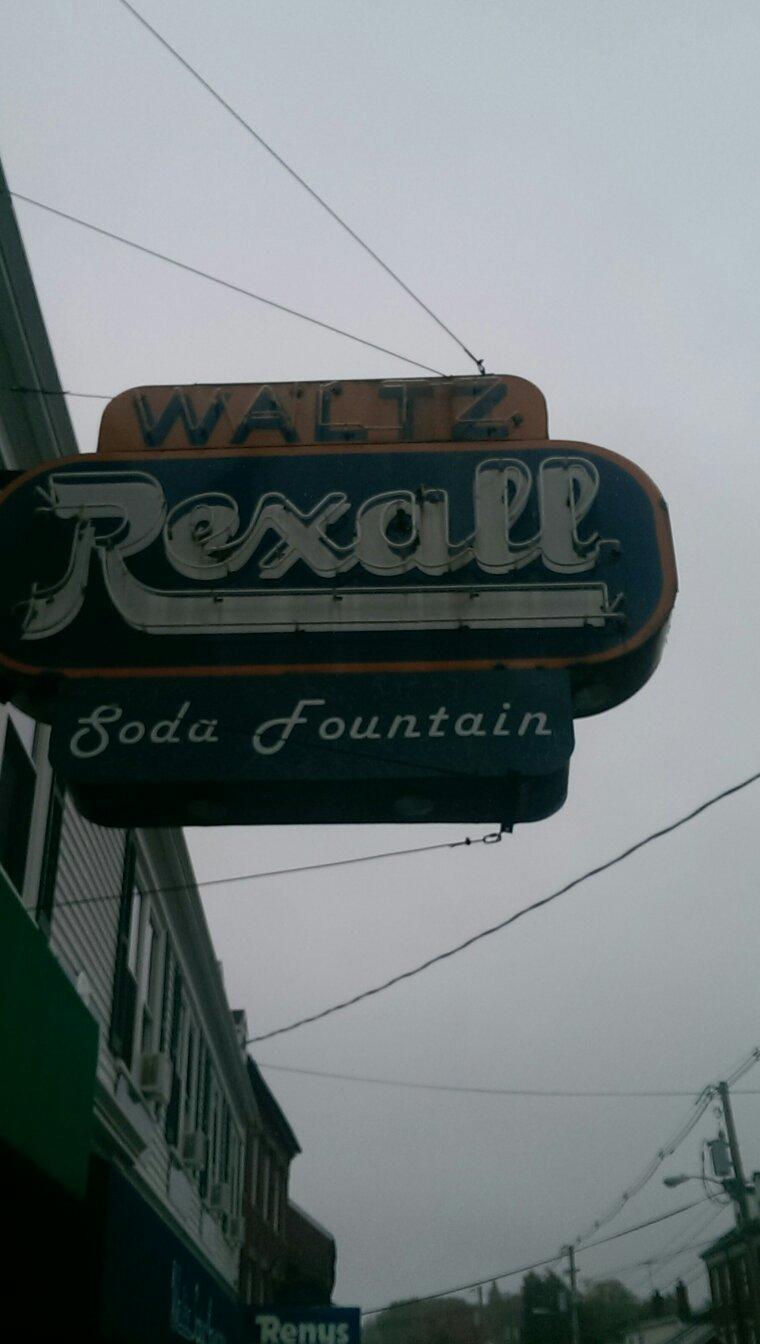 WALTZ
Rexall
Soda Fountain
Renys